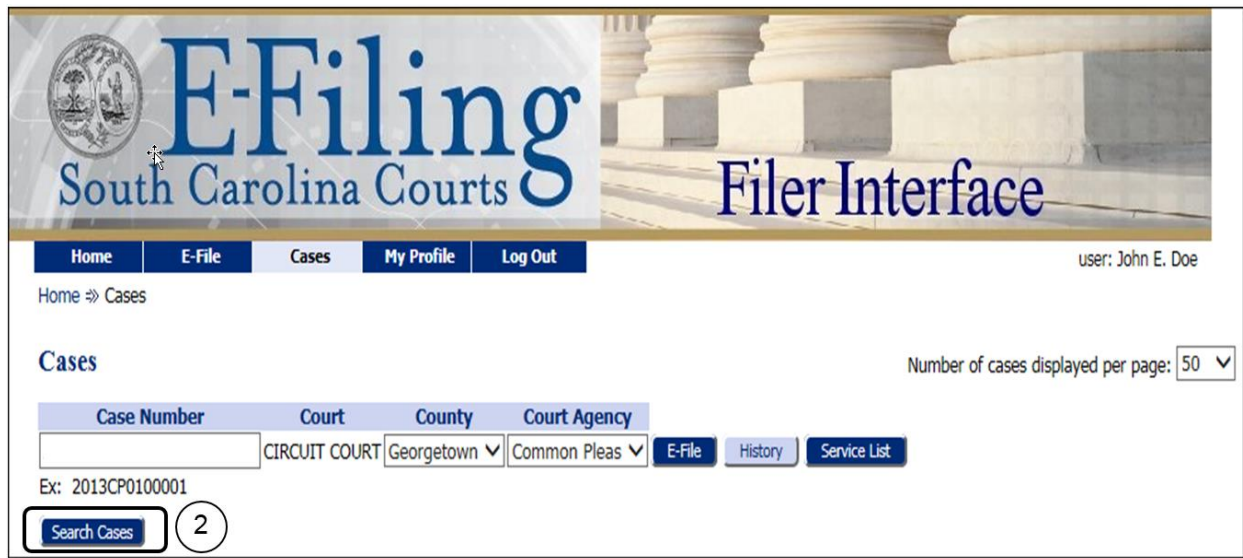 E-Filing
South Carolina Courts
Filer Interface
Home E-File Cases My Profile Log Out user: John E. Doe
Home ⇒ Cases
Cases Number of cases displayed per page: 50
Case Number Court County Court Agency
CIRCUIT COURT Georgetown Common Pleas E-File History Service List
Ex: 2013CP0100001
Search Cases 2